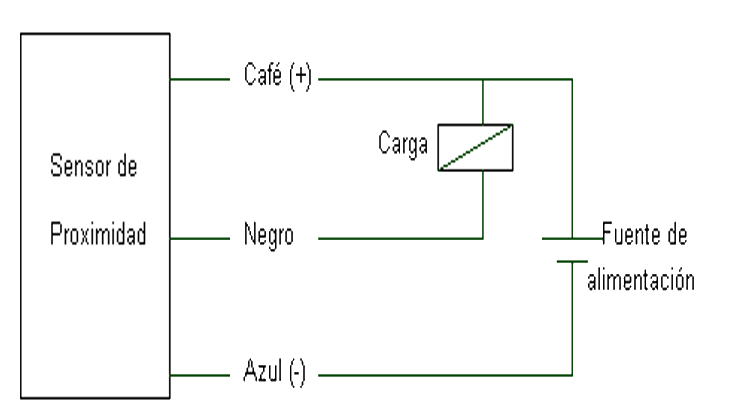 Café (+)
Carga
Sensor de
Proximidad
Negro
Fuente de
alimentación
Azul (-)